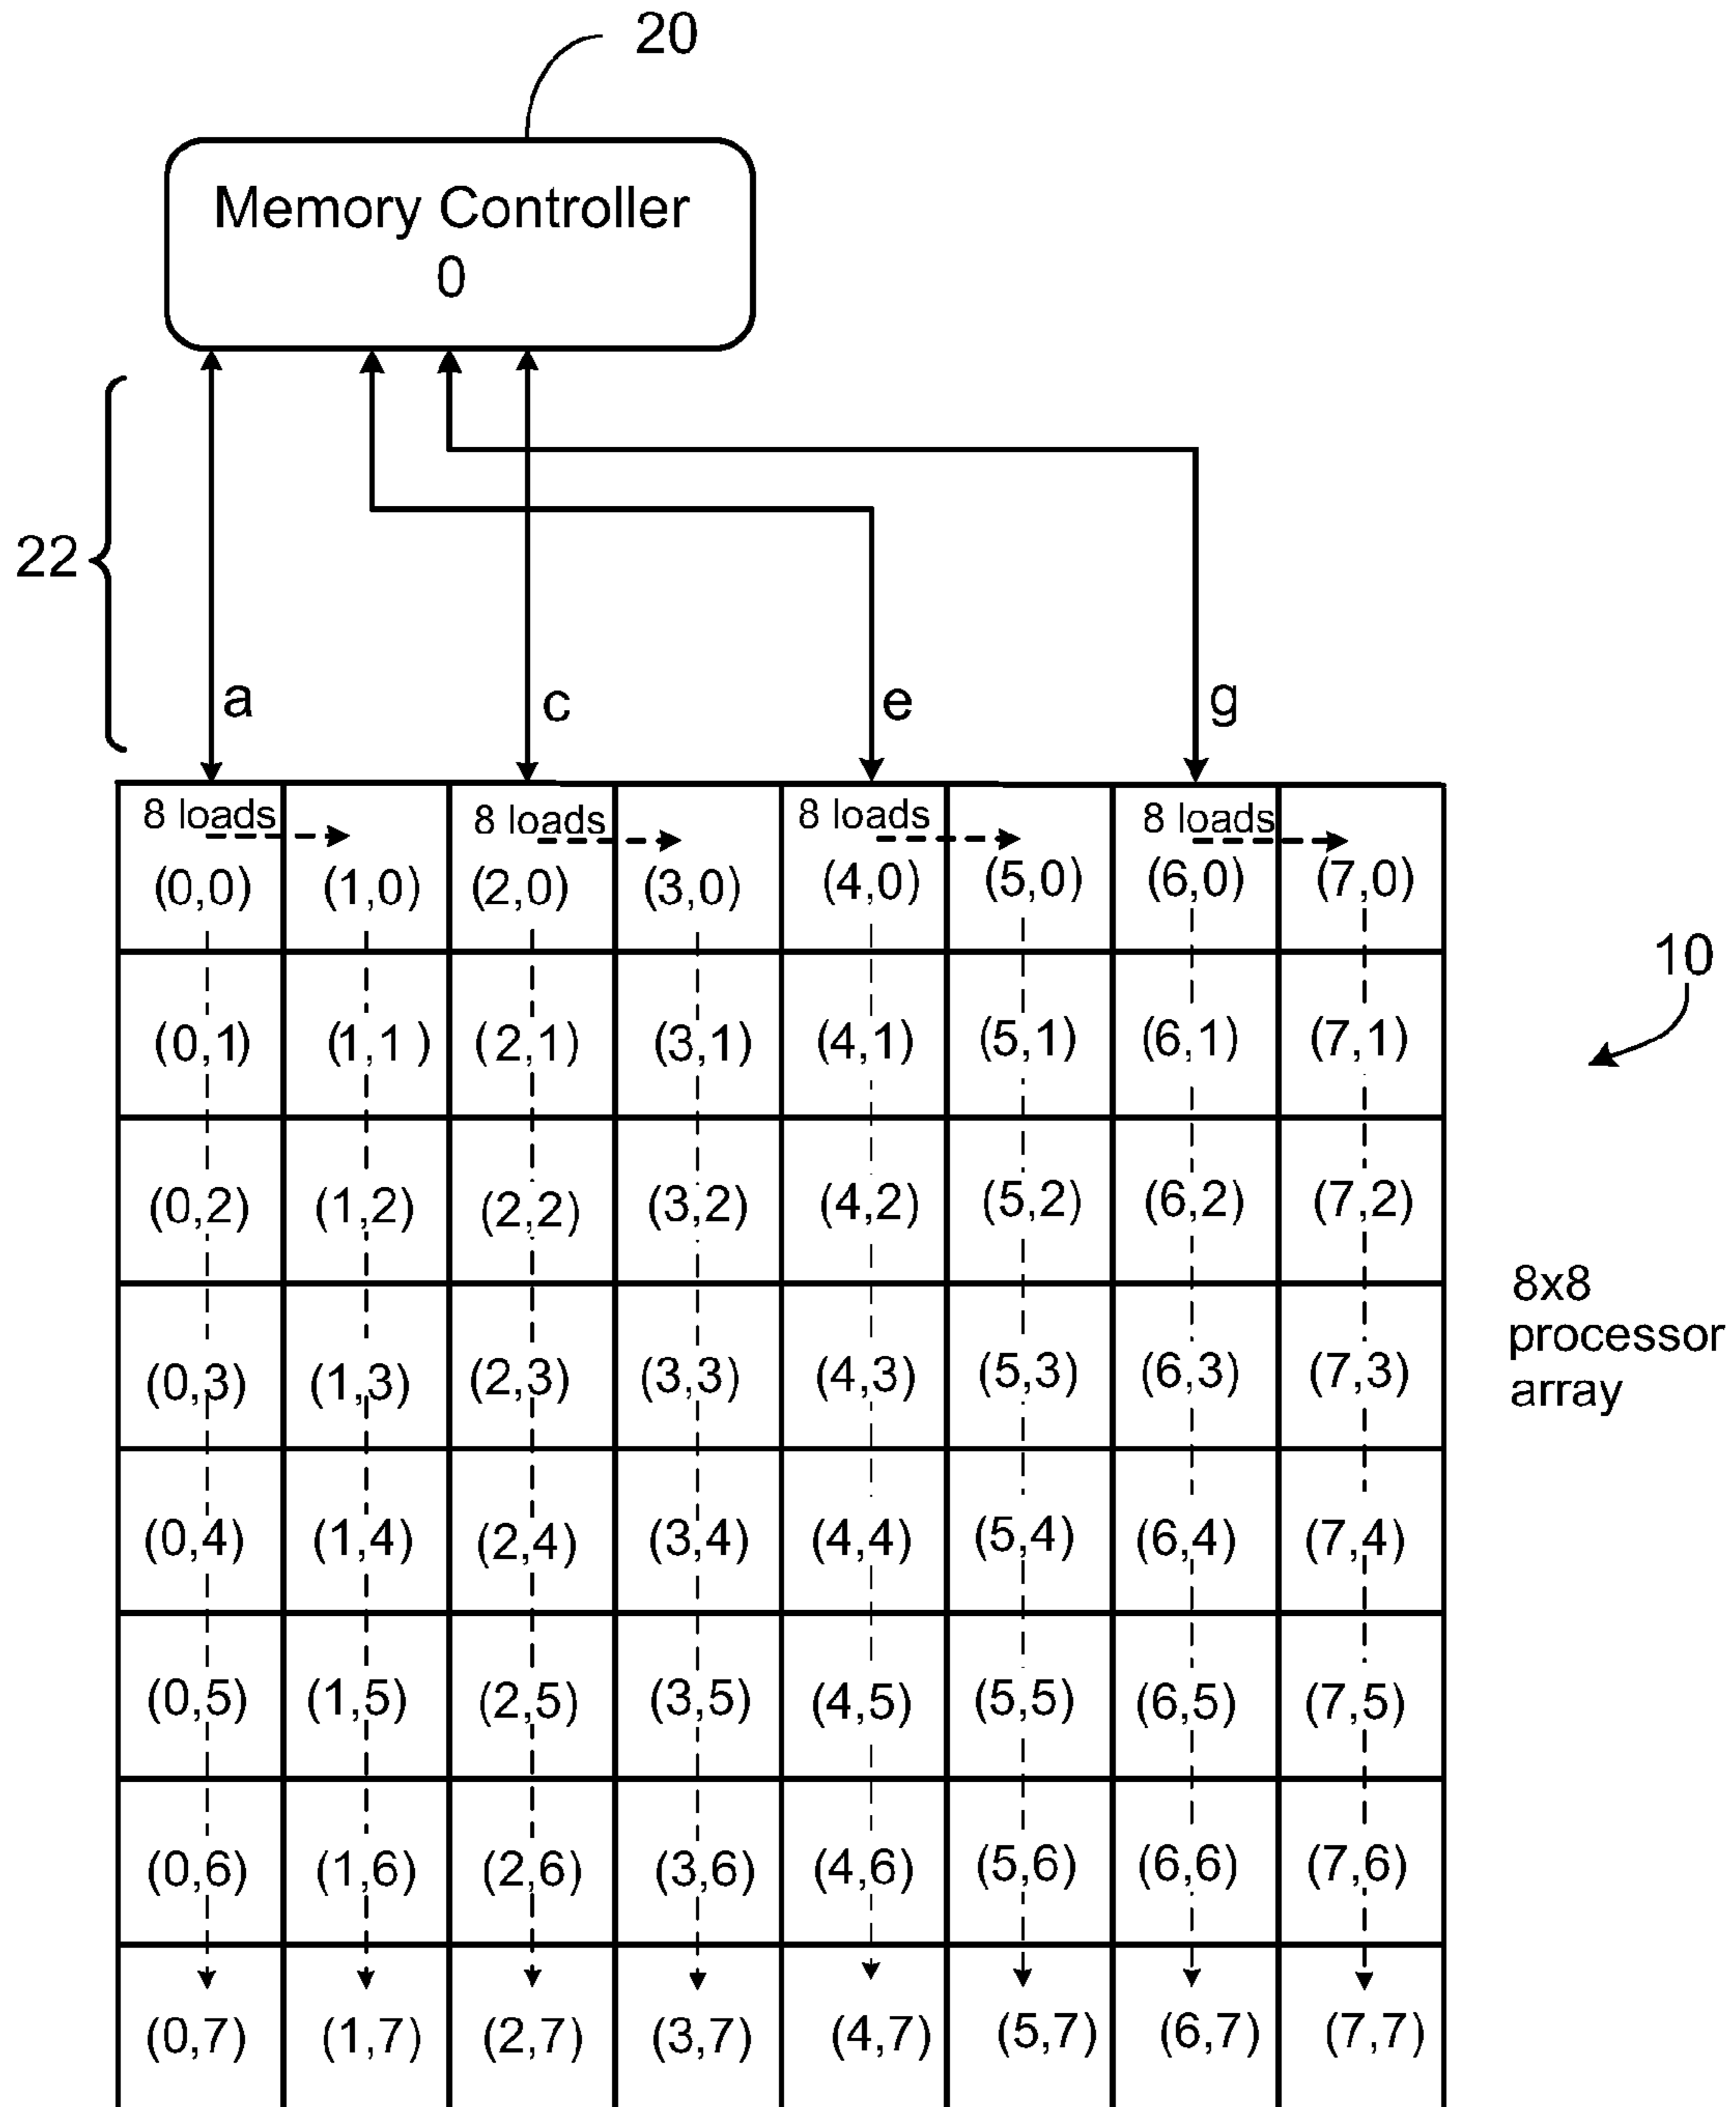 20
Memory Controller
0
22
a c e g
8 loads 8 loads 8 loads 8 loads
(0,0) (1,0) (2,0) (3,0) (4,0) (5,0) (6,0) (7,0)
10
(0,1) (1,1) (2,1) (3,1) (4,1) (5,1) (6,1) (7,1)
(0,2) (1,2) (2,2) (3,2) (4,2) (5,2) (6,2) (7,2)
8x8
processor
array
(0,3) (1,3) (2,3) (3,3) (4,3) (5,3) (6,3) (7,3)
(0,4) (1,4) (2,4) (3,4) (4,4) (5,4) (6,4) (7,4)
(0,5) (1,5) (2,5) (3,5) (4,5) (5,5) (6,5) (7,5)
(0,6) (1,6) (2,6) (3,6) (4,6) (5,6) (6,6) (7,6)
(0,7) (1,7) (2,7) (3,7) (4,7) (5,7) (6,7) (7,7)